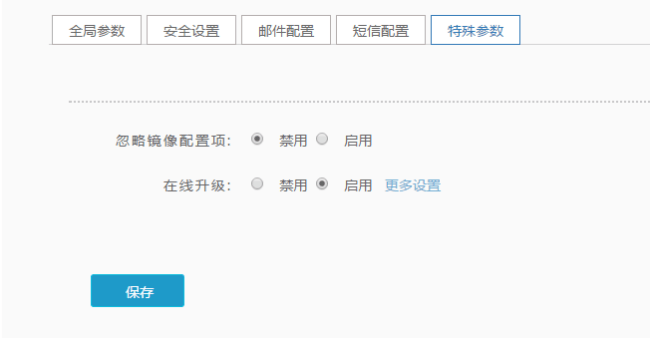 全局参数 安全设置 邮件配置 短信配置 特殊参数
忽略镜像配置项: 禁用 启用
在线升级: 禁用 启用 更多设置
保存